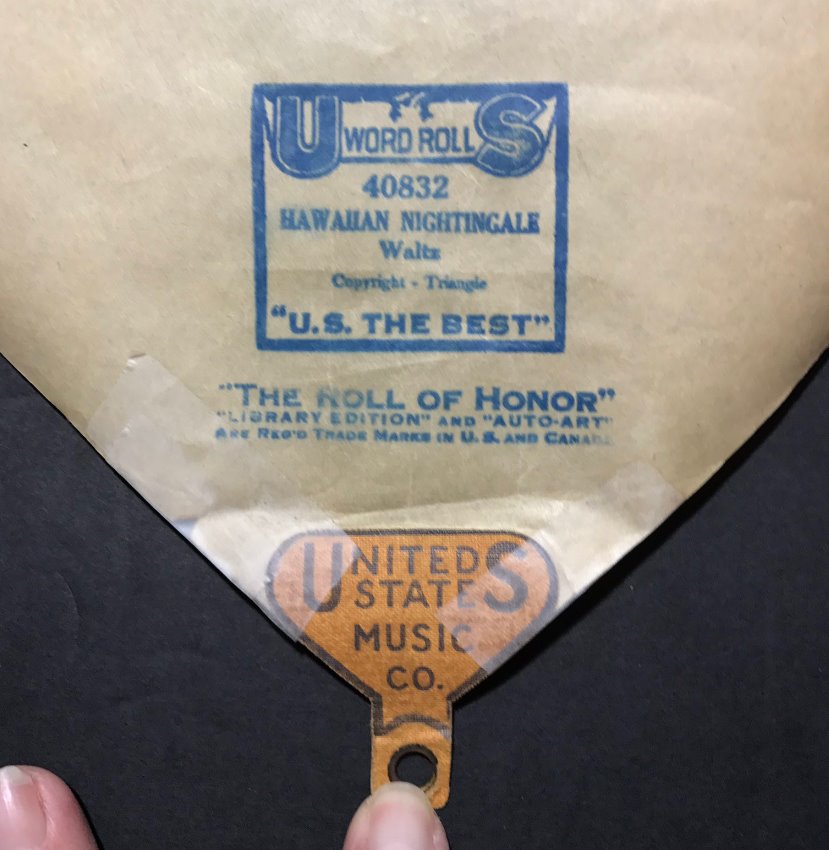 U WORD ROLL S
40832
HAWAIIAN NIGHTINGALE
Waltz
Copyright - Triangle
"U.S. THE BEST"
"THE ROLL OF HONOR"
"LIBRARY EDITION" AND "AUTO-ART"
ARE REG'D TRADE MARKS IN U.S. AND CANADA
UNITED
STATES
MUSIC
CO.